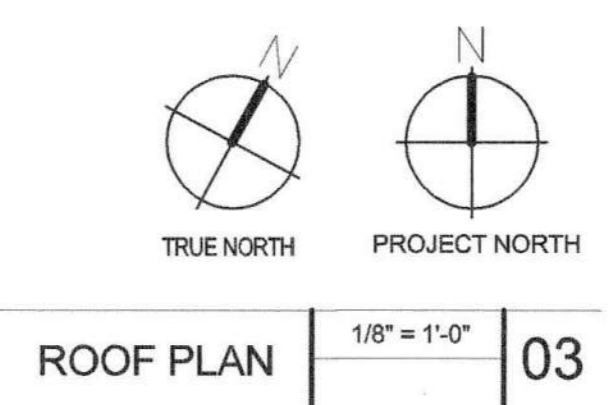 N N
TRUE NORTH PROJECT NORTH
ROOF PLAN 1/8" = 1'-0" 03